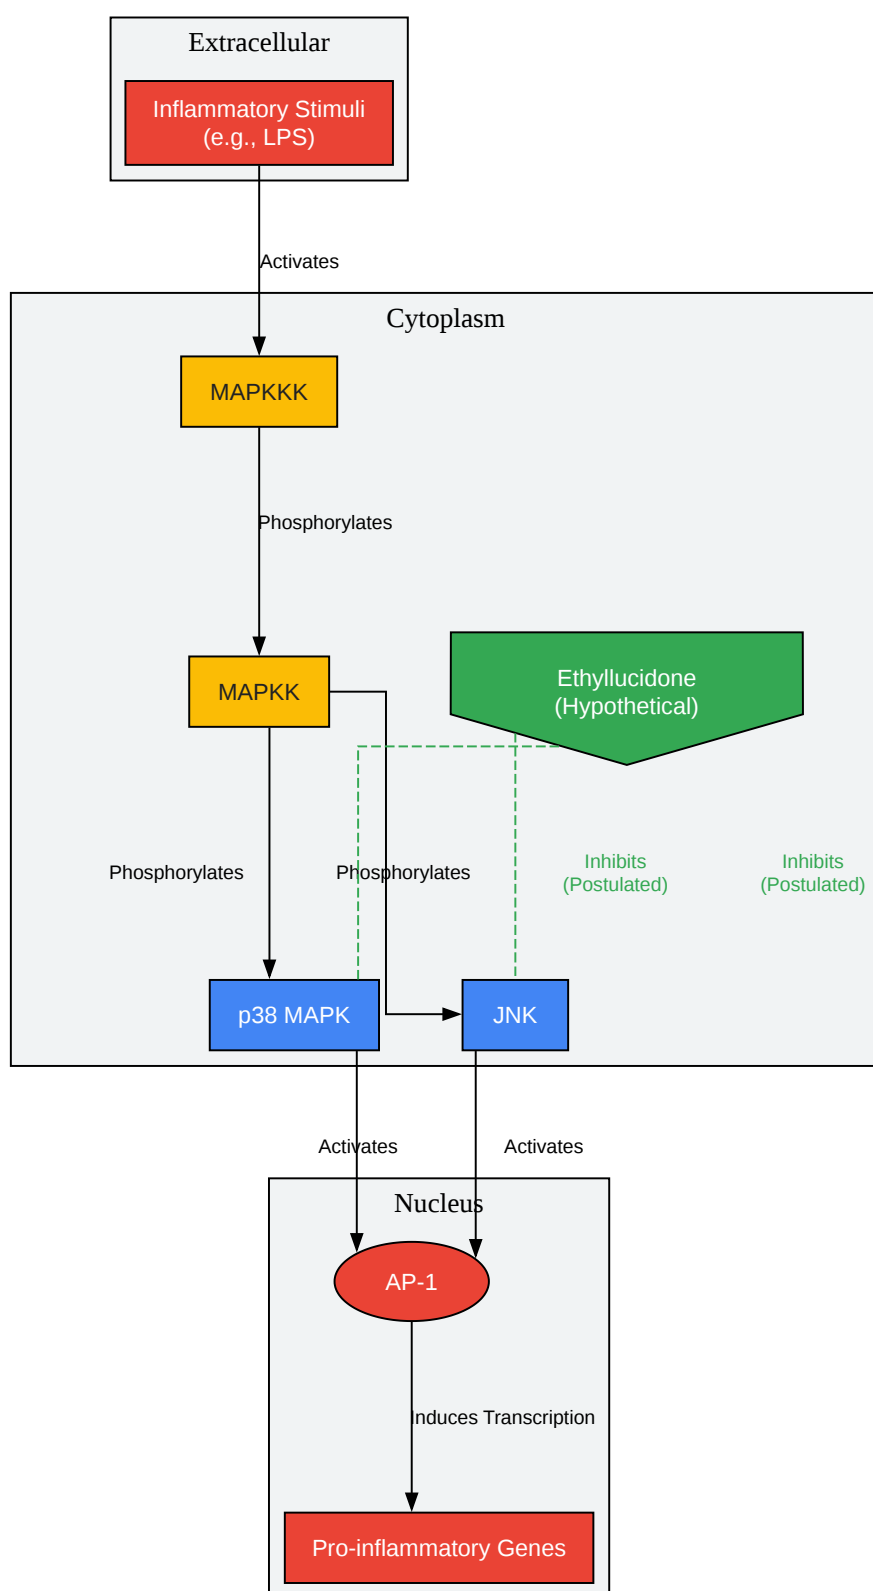 Extracellular
Inflammatory Stimuli
(e.g., LPS)
Activates
Cytoplasm
MAPKKK
Phosphorylates
MAPKK
Ethyllucidone
(Hypothetical)
Phosphorylates
Phosphorylates
Inhibits
(Postulated)
Inhibits
(Postulated)
p38 MAPK
JNK
Activates
Activates
Nucleus
AP-1
Induces Transcription
Pro-inflammatory Genes